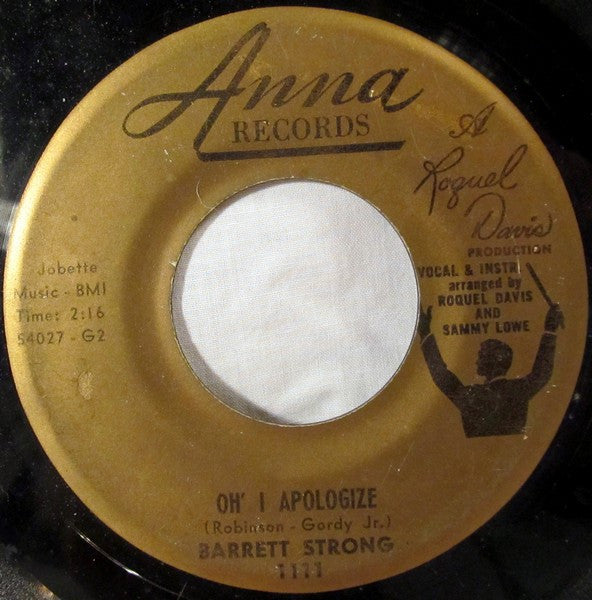 Anna
RECORDS
A
Roquel
Davis
PRODUCTION
VOCAL & INSTR.
arranged by
ROQUEL DAVIS
AND
SAMMY LOWE
Jobette
Music - BMI
Time: 2:16
54027 - G2
OH' I APOLOGIZE
(Robinson - Gordy Jr.)
BARRETT STRONG
1111